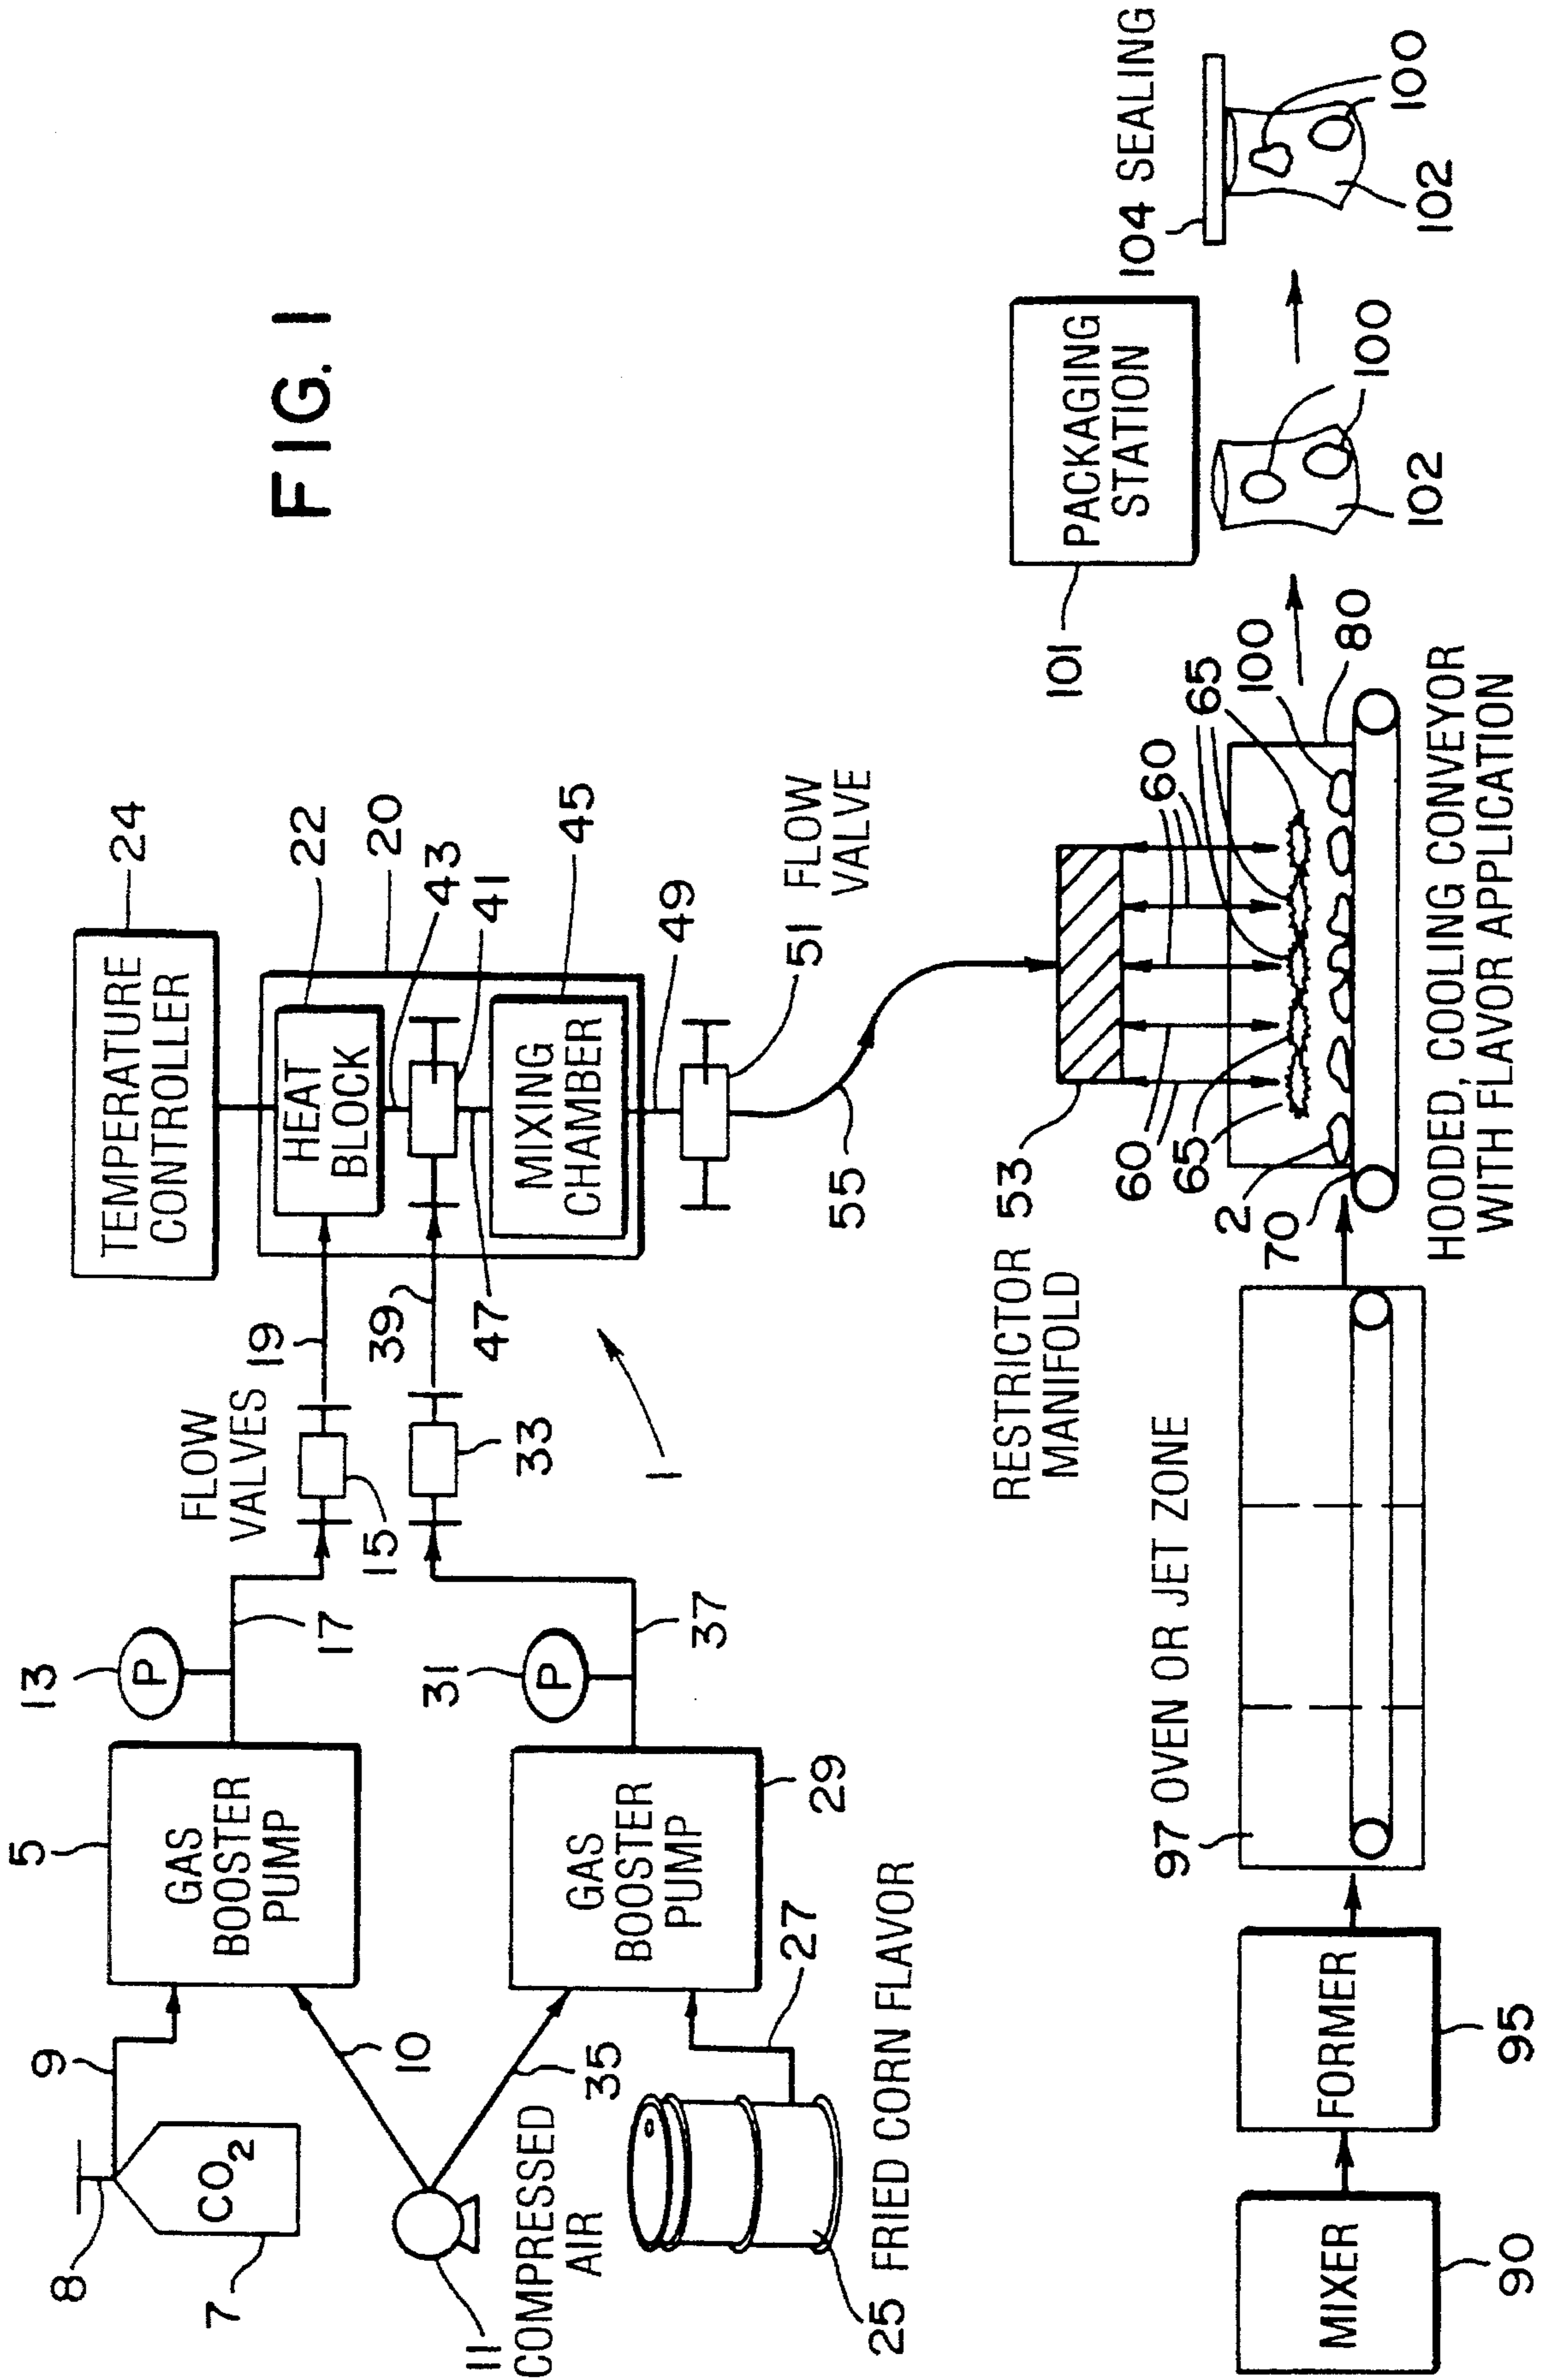 FIG. 1
8
9
7
CO2
10
11
COMPRESSED
AIR
25 FRIED CORN FLAVOR
27
35
5
GAS
BOOSTER
PUMP
GAS
BOOSTER
PUMP
29
13
P
31
P
17
37
FLOW
VALVES
15
33
19
39
47
1
24
TEMPERATURE
CONTROLLER
HEAT
BLOCK
22
20
43
41
MIXING
CHAMBER
45
49
51 FLOW
VALVE
55
RESTRICTOR 53
MANIFOLD
60
60
65
65
2
70
100
80
HOODED, COOLING CONVEYOR
WITH FLAVOR APPLICATION
MIXER
90
FORMER
95
97 OVEN OR JET ZONE
101
PACKAGING
STATION
100
102
104 SEALING
100
102